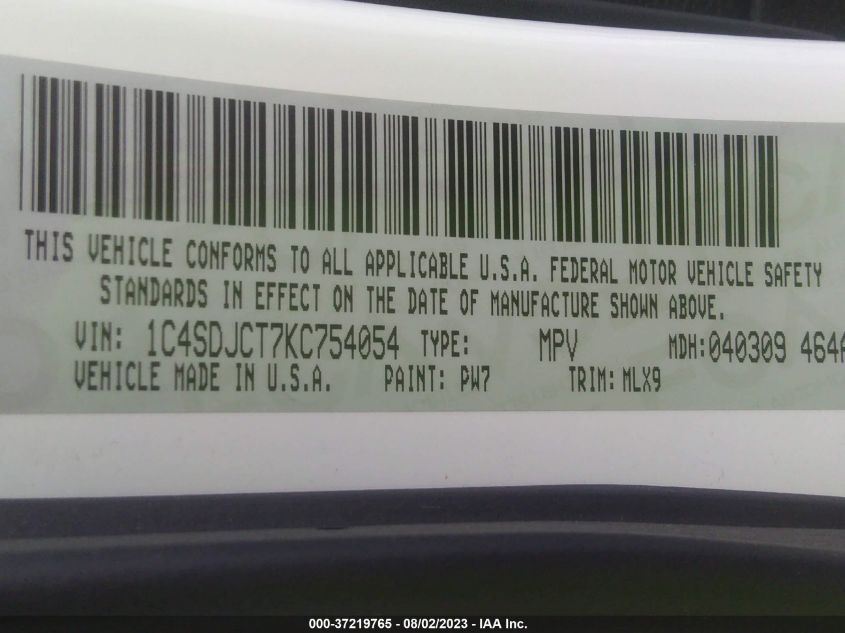 THIS VEHICLE CONFORMS TO ALL APPLICABLE U.S.A. FEDERAL MOTOR VEHICLE SAFETY
STANDARDS IN EFFECT ON THE DATE OF MANUFACTURE SHOWN ABOVE.
VIN: 1C4SDJCT7KC754054 TYPE: MPV MDH:040309 464A
VEHICLE MADE IN U.S.A. PAINT: PW7 TRIM: MLX9
000-37219765 - 08/02/2023 - IAA Inc.